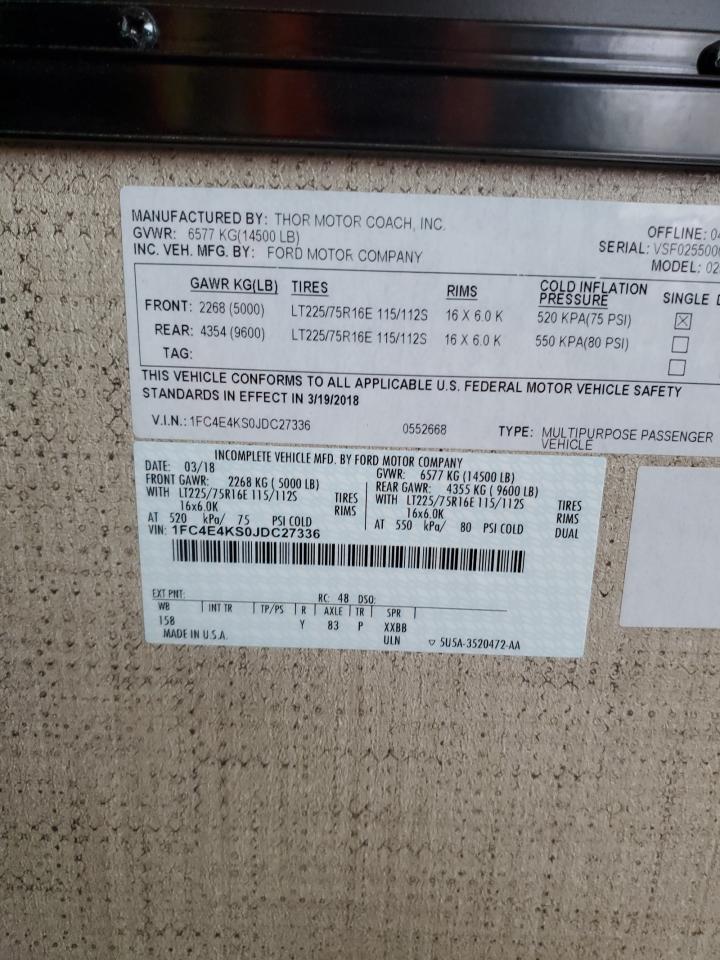 MANUFACTURED BY: THOR MOTOR COACH, INC.
GVWR: 6577 KG(14500 LB)
OFFLINE:
INC. VEH. MFG. BY: FORD MOTOR COMPANY
SERIAL: VSF025500
MODEL: 02
GAWR KG(LB) TIRES RIMS COLD INFLATION PRESSURE SINGLE
FRONT: 2268 (5000) LT225/75R16E 115/112S 16 X 6.0 K 520 KPA(75 PSI)
REAR: 4354 (9600) LT225/75R16E 115/112S 16 X 6.0 K 550 KPA(80 PSI)
TAG:
THIS VEHICLE CONFORMS TO ALL APPLICABLE U.S. FEDERAL MOTOR VEHICLE SAFETY
STANDARDS IN EFFECT IN 3/19/2018
V.I.N.: 1FC4E4KS0JDC27336 0552668 TYPE: MULTIPURPOSE PASSENGER
VEHICLE
INCOMPLETE VEHICLE MFD. BY FORD MOTOR COMPANY
DATE: 03/18 GVWR: 6577 KG (14500 LB)
FRONT GAWR: 2268 KG ( 5000 LB) REAR GAWR: 4355 KG ( 9600 LB)
WITH LT225/75R16E 115/112S TIRES WITH LT225/75R16E 115/112S TIRES
16x6.0K RIMS 16x6.0K RIMS
AT 520 kPa/ 75 PSI COLD AT 550 kPa/ 80 PSI COLD DUAL
VIN: 1FC4E4KS0JDC27336
EXT PNT: RC: 48 DSO:
WB INT TR TP/PS R AXLE TR SPR
158 Y 83 P XXBB
MADE IN U.S.A. ULN ▽ 5U5A-3520472-AA